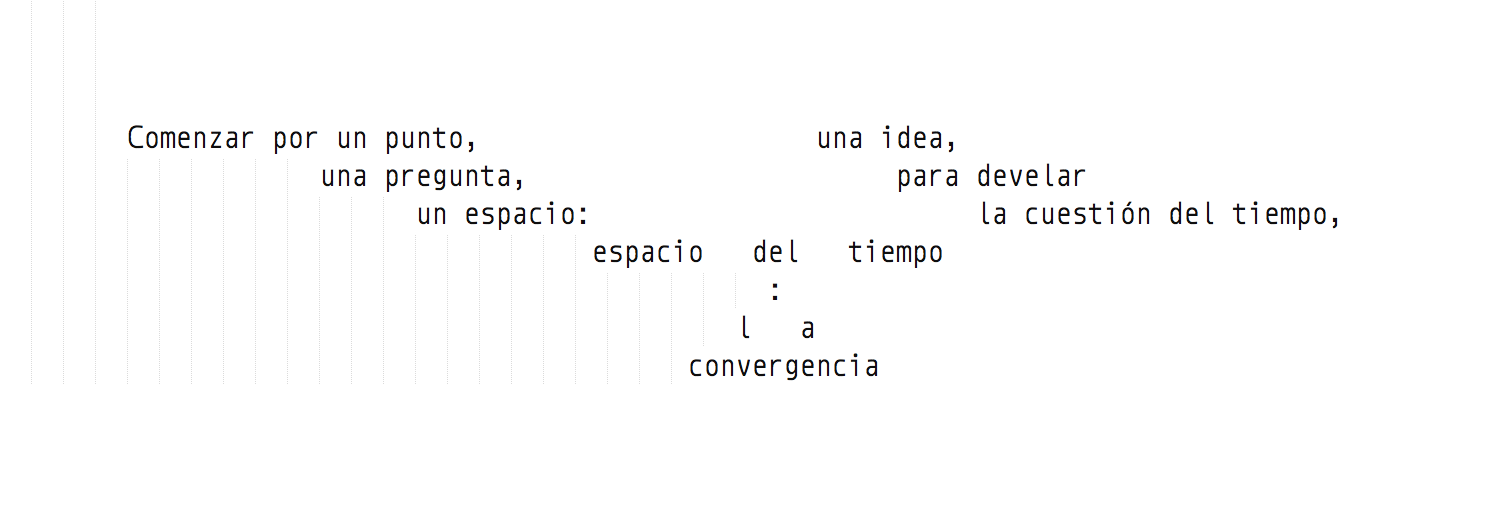 Comenzar por un punto, una idea,
una pregunta, para develar
un espacio: la cuestión del tiempo,
espacio del tiempo
:
l a
convergencia